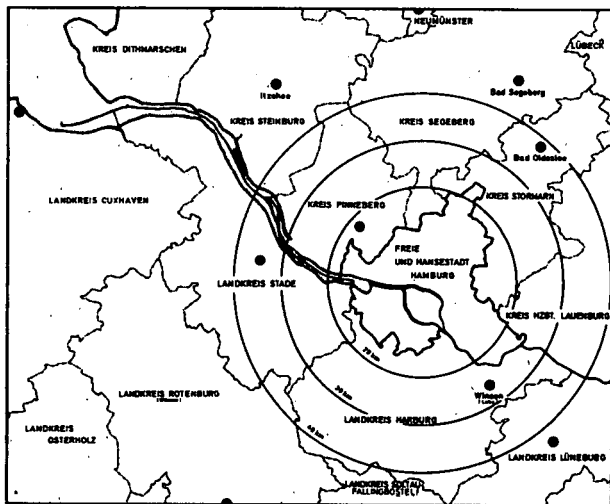 NEUMÜNSTER
KREIS DITHMARSCHEN
LÜBECK
Itzehoe
Bad Segeberg
KREIS STEINBURG
KREIS SEGEBERG
Bad Oldesloe
LANDKREIS CUXHAVEN
KREIS PINNEBERG
KREIS STORMARN
FREIE
UND HANSESTADT
HAMBURG
LANDKREIS STADE
KREIS HZGT. LAUENBURG
20 km
30 km
40 km
LANDKREIS ROTENBURG
(Wümme)
Winsen
(Luhe)
LANDKREIS HARBURG
LANDKREIS
OSTERHOLZ
LANDKREIS LÜNEBURG
LANDKREIS SOLTAU-
FALLINGBOSTEL